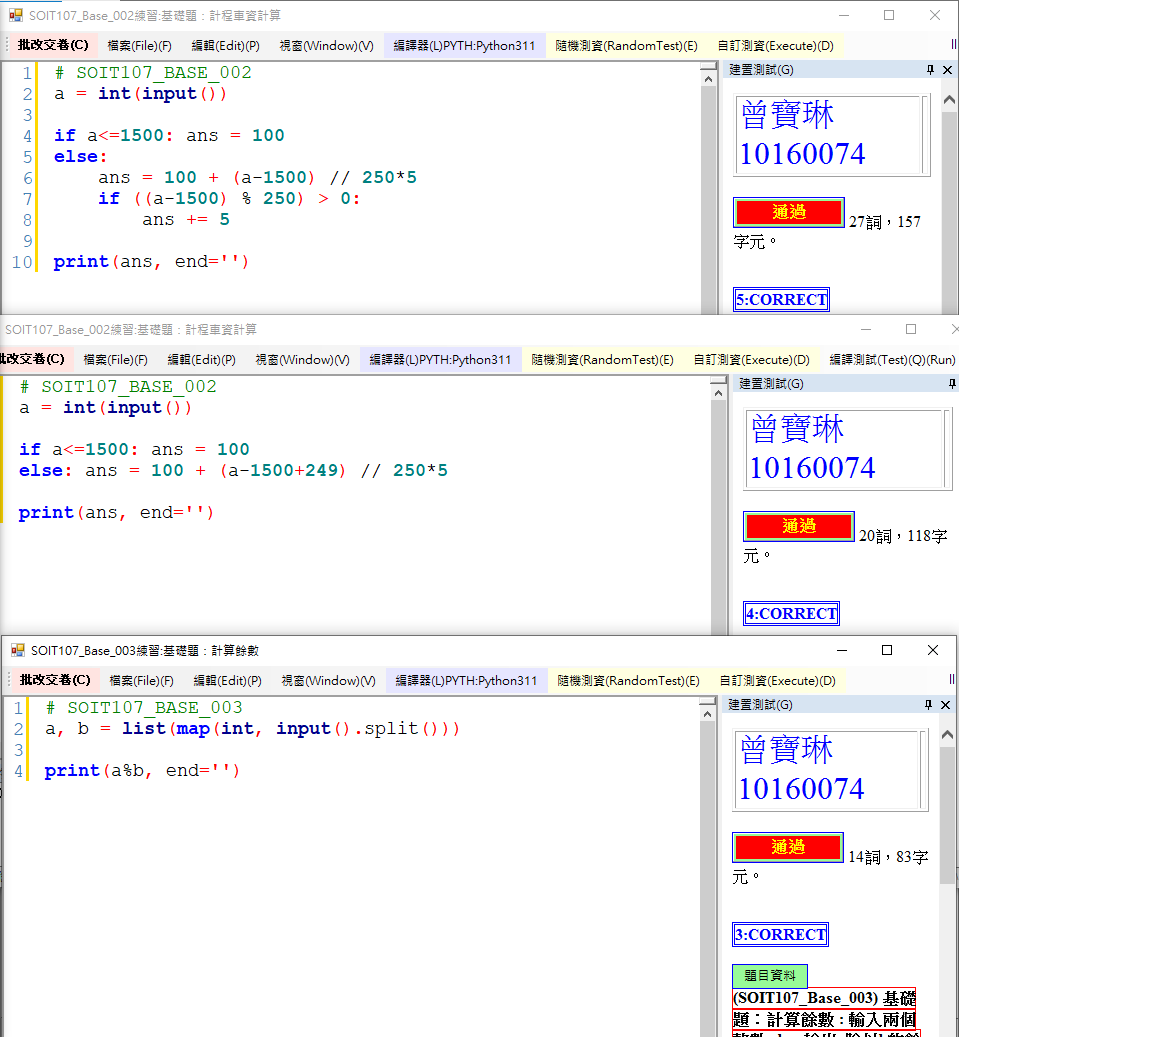 SOIT107_Base_002練習:基礎題：計程車資計算
批改交卷(C) 檔案(File)(F) 編輯(Edit)(P) 視窗(Window)(V) 編譯器(L)PYTH:Python311 隨機測資(RandomTest)(E) 自訂測資(Execute)(D)
1 # SOIT107_BASE_002
2 a = int(input())
3
4 if a<=1500: ans = 100
5 else:
6 ans = 100 + (a-1500) // 250*5
7 if ((a-1500) % 250) > 0:
8 ans += 5
9
10 print(ans, end='')
建置測試(G)
曾寶琳
10160074
通過 27詞，157
字元。
5:CORRECT
SOIT107_Base_002練習:基礎題：計程車資計算
批改交卷(C) 檔案(File)(F) 編輯(Edit)(P) 視窗(Window)(V) 編譯器(L)PYTH:Python311 隨機測資(RandomTest)(E) 自訂測資(Execute)(D) 編譯測試(Test)(Q)(Run)
# SOIT107_BASE_002
a = int(input())
if a<=1500: ans = 100
else: ans = 100 + (a-1500+249) // 250*5
print(ans, end='')
建置測試(G)
曾寶琳
10160074
通過 20詞，118字
元。
4:CORRECT
SOIT107_Base_003練習:基礎題：計算餘數
批改交卷(C) 檔案(File)(F) 編輯(Edit)(P) 視窗(Window)(V) 編譯器(L)PYTH:Python311 隨機測資(RandomTest)(E) 自訂測資(Execute)(D)
1 # SOIT107_BASE_003
2 a, b = list(map(int, input().split()))
3
4 print(a%b, end='')
建置測試(G)
曾寶琳
10160074
通過 14詞，83字
元。
3:CORRECT
題目資料
(SOIT107_Base_003) 基礎
題：計算餘數：輸入兩個